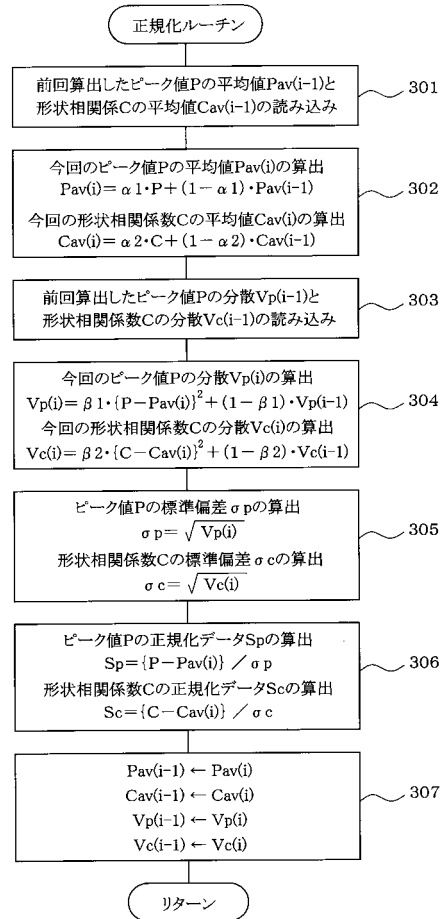 正規化ルーチン
前回算出したピーク値Pの平均値Pav(i-1)と
形状相関係Cの平均値Cav(i-1)の読み込み
301
今回のピーク値Pの平均値Pav(i)の算出
Pav(i)=α1・P+(1-α1)・Pav(i-1)
今回の形状相関係数Cの平均値Cav(i)の算出
Cav(i)=α2・C+(1-α2)・Cav(i-1)
302
前回算出したピーク値Pの分散Vp(i-1)と
形状相関係数Cの分散Vc(i-1)の読み込み
303
今回のピーク値Pの分散Vp(i)の算出
Vp(i)=β1・{P-Pav(i)}²+(1-β1)・Vp(i-1)
今回の形状相関係数Cの分散Vc(i)の算出
Vc(i)=β2・{C-Cav(i)}²+(1-β2)・Vc(i-1)
304
ピーク値Pの標準偏差σpの算出
σp=√Vp(i)
形状相関係数Cの標準偏差σcの算出
σc=√Vc(i)
305
ピーク値Pの正規化データSpの算出
Sp={P-Pav(i)}/σp
形状相関係数Cの正規化データScの算出
Sc={C-Cav(i)}/σc
306
Pav(i-1)←Pav(i)
Cav(i-1)←Cav(i)
Vp(i-1)←Vp(i)
Vc(i-1)←Vc(i)
307
リターン